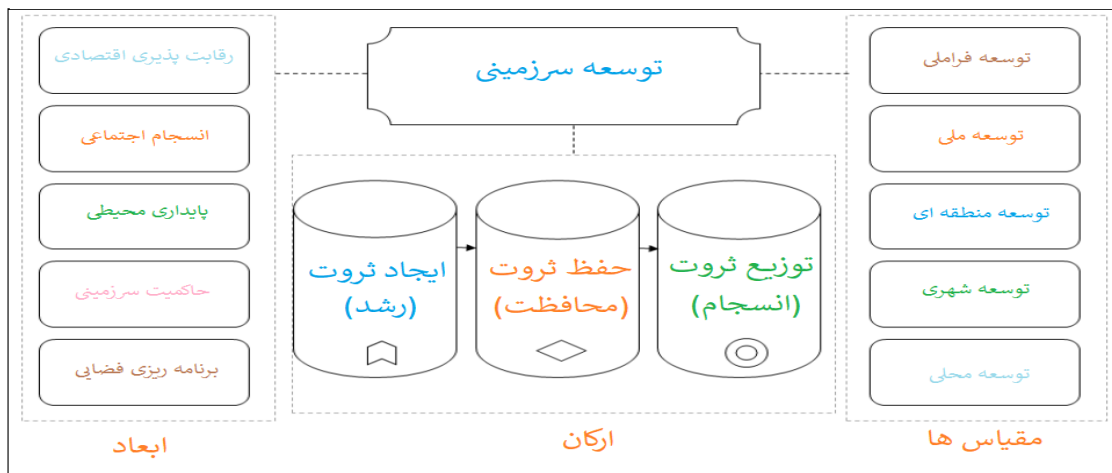 توسعه سرزمینی
توسعه فراملی
توسعه ملی
توسعه منطقه ای
توسعه شهری
توسعه محلی
مقیاس ها
ایجاد ثروت
(رشد)
حفظ ثروت
(محافظت)
توزیع ثروت
(انسجام)
ارکان
رقابت پذیری اقتصادی
انسجام اجتماعی
پایداری محیطی
حاکمیت سرزمینی
برنامه ریزی فضایی
ابعاد